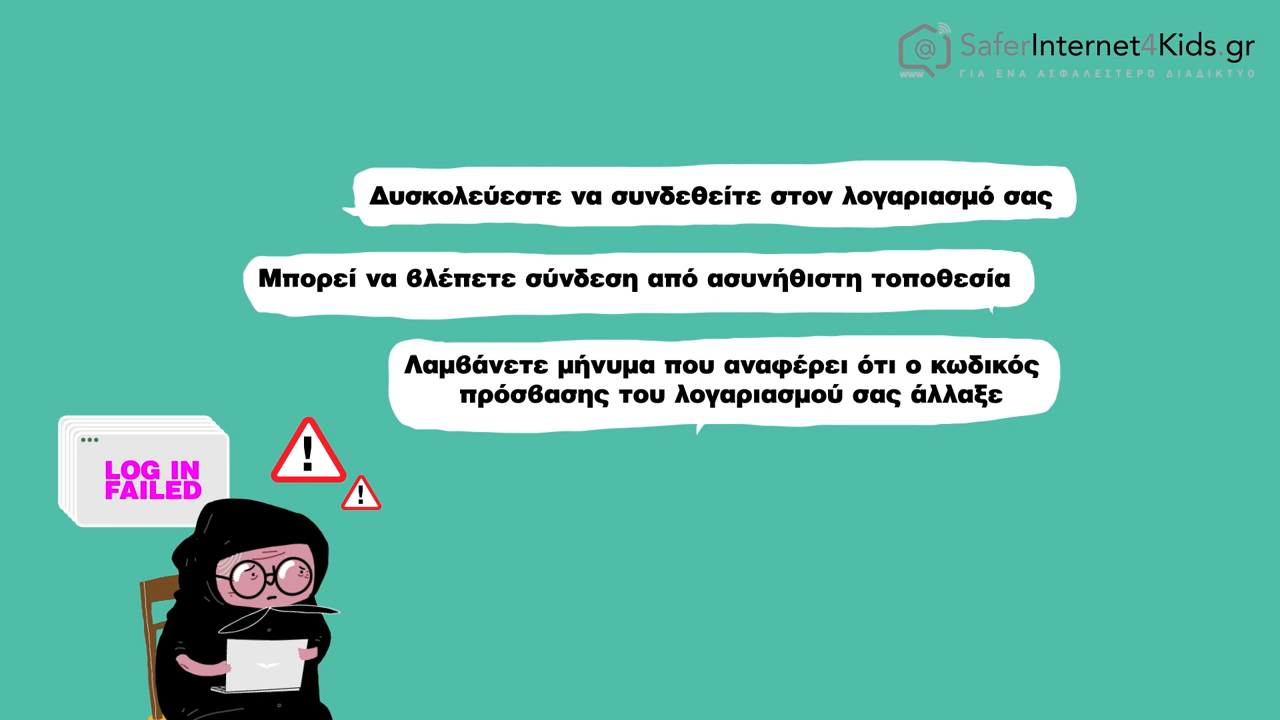 SaferInternet4Kids.gr
www
ΓΙΑ ΕΝΑ ΑΣΦΑΛΕΣΤΕΡΟ ΔΙΑΔΙΚΤΥΟ
Δυσκολεύεστε να συνδεθείτε στον λογαριασμό σας
Μπορεί να βλέπετε σύνδεση από ασυνήθιστη τοποθεσία
Λαμβάνετε μήνυμα που αναφέρει ότι ο κωδικός
πρόσβασης του λογαριασμού σας άλλαξε
LOG IN
FAILED